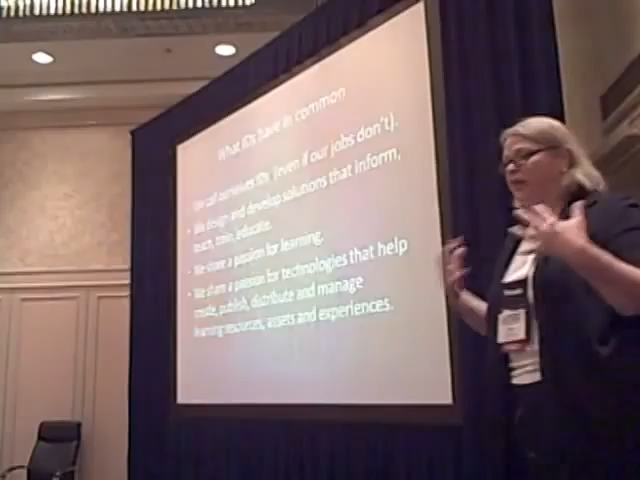 What IDs have in common
We call ourselves IDs (even if our jobs don't).
• We design and develop solutions that inform,
teach, train, educate.
• We share a passion for learning.
• We share a passion for technologies that help
create, publish, distribute and manage
learning resources, assets and experiences.